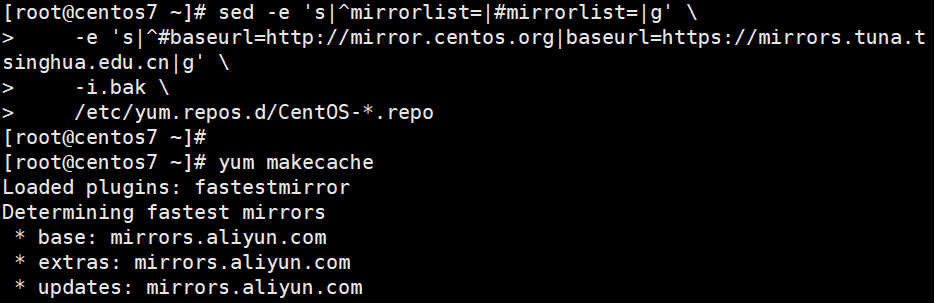 [root@centos7 ~]# sed -e 's|^mirrorlist=|#mirrorlist=|g' \
>     -e 's|^#baseurl=http://mirror.centos.org|baseurl=https://mirrors.tuna.t
singhua.edu.cn|g' \
>     -i.bak \
>     /etc/yum.repos.d/CentOS-*.repo
[root@centos7 ~]#
[root@centos7 ~]# yum makecache
Loaded plugins: fastestmirror
Determining fastest mirrors
 * base: mirrors.aliyun.com
 * extras: mirrors.aliyun.com
 * updates: mirrors.aliyun.com